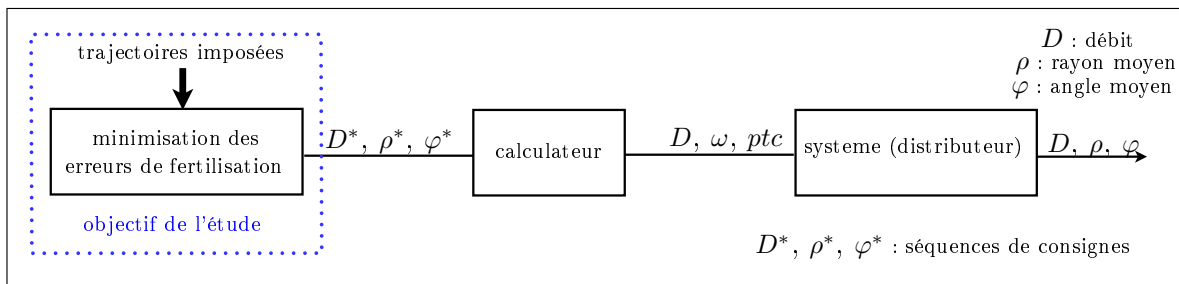 trajectoires imposées
minimisation des
erreurs de fertilisation
objectif de l'étude
D*, ρ*, φ*
calculateur
D, ω, ptc
systeme (distributeur)
D, ρ, φ
D : débit
ρ : rayon moyen
φ : angle moyen
D*, ρ*, φ* : séquences de consignes